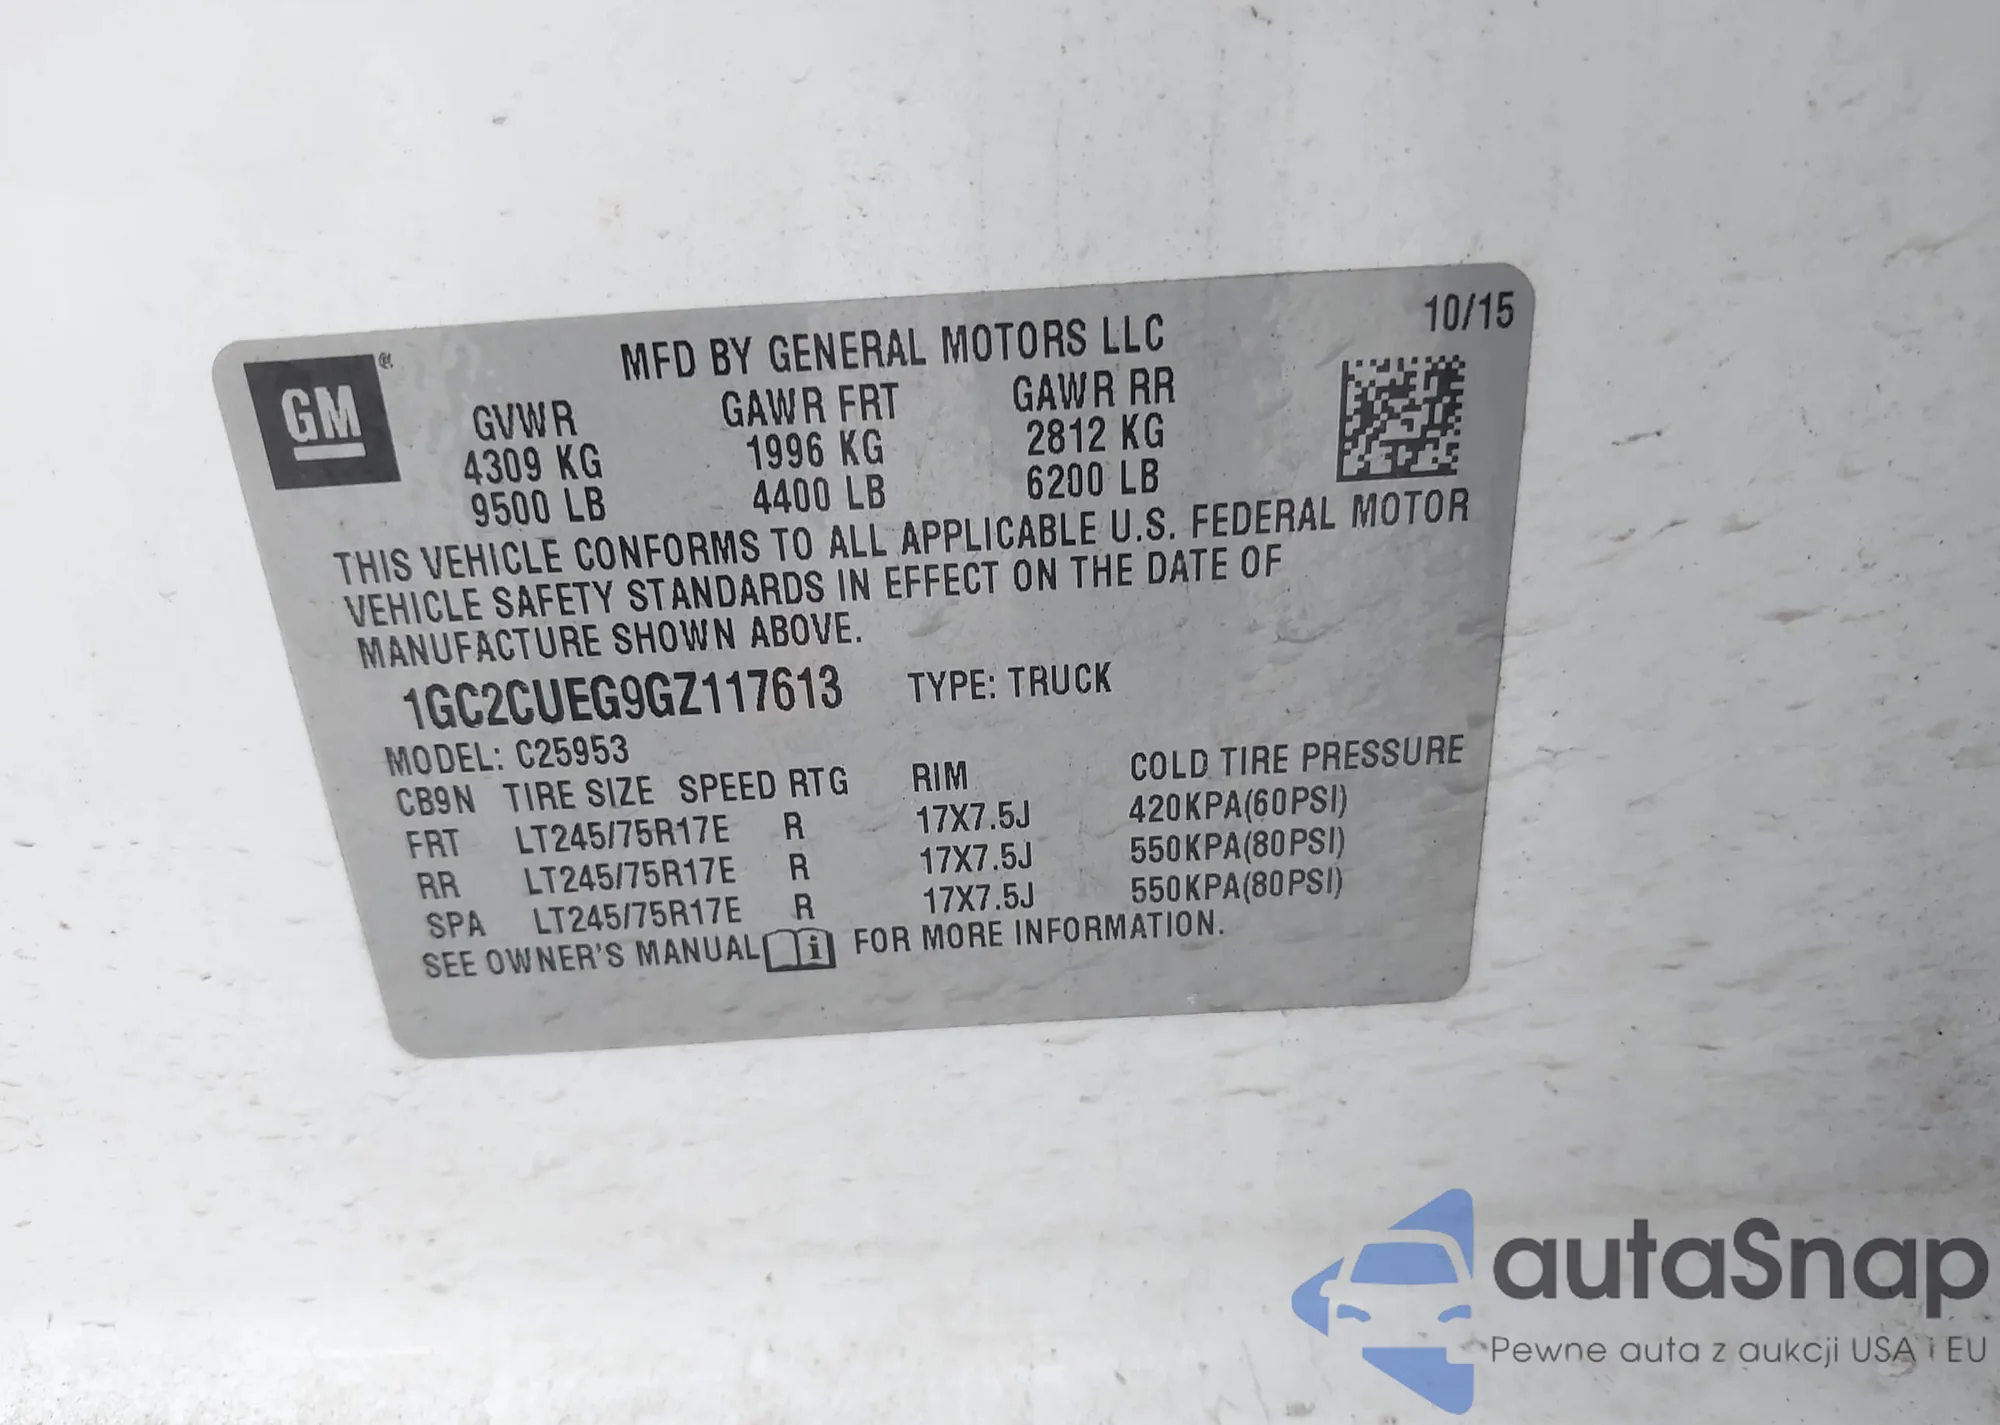 10/15
MFD BY GENERAL MOTORS LLC
GM ®
GVWR GAWR FRT GAWR RR
4309 KG 1996 KG 2812 KG
9500 LB 4400 LB 6200 LB
THIS VEHICLE CONFORMS TO ALL APPLICABLE U.S. FEDERAL MOTOR
VEHICLE SAFETY STANDARDS IN EFFECT ON THE DATE OF
MANUFACTURE SHOWN ABOVE.
1GC2CUEG9GZ117613 TYPE: TRUCK
MODEL: C25953
CB9N TIRE SIZE SPEED RTG RIM COLD TIRE PRESSURE
FRT LT245/75R17E R 17X7.5J 420KPA(60PSI)
RR LT245/75R17E R 17X7.5J 550KPA(80PSI)
SPA LT245/75R17E R 17X7.5J 550KPA(80PSI)
SEE OWNER'S MANUAL i FOR MORE INFORMATION.
autaSnap
Pewne auta z aukcji USA i EU